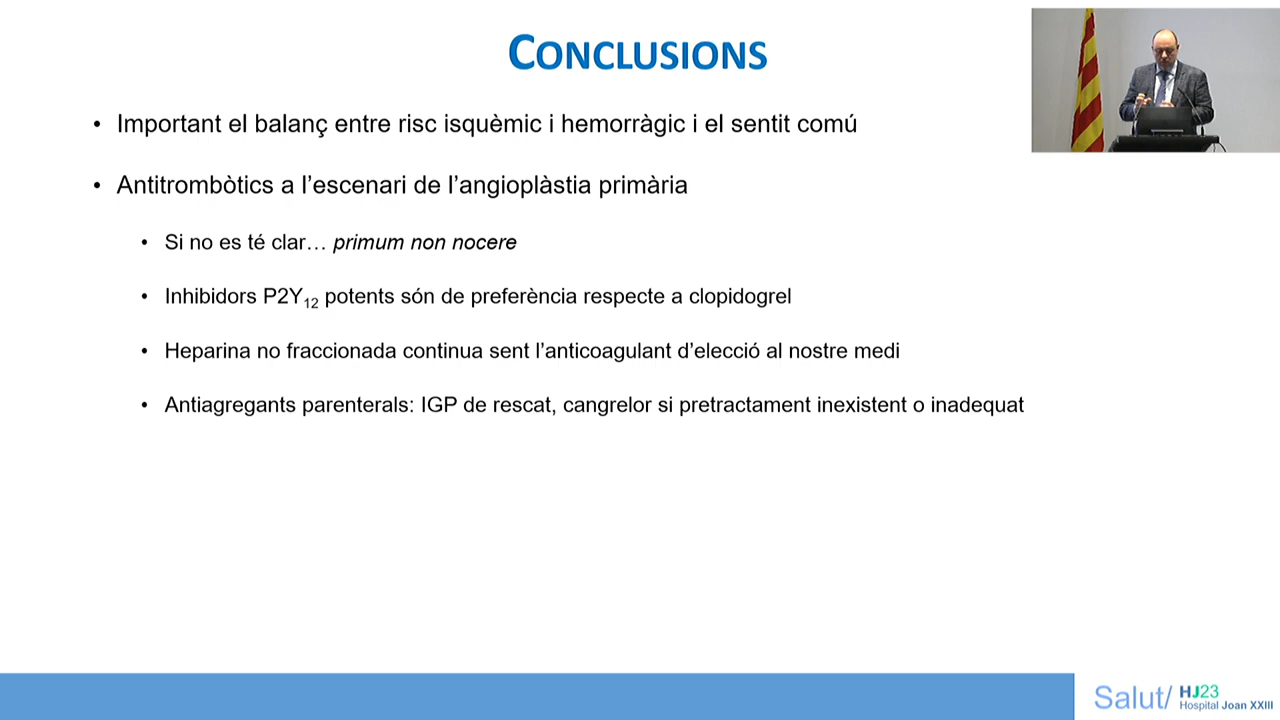 CONCLUSIONS
• Important el balanç entre risc isquèmic i hemorràgic i el sentit comú
• Antitrombòtics a l’escenari de l’angioplàstia primària
• Si no es té clar… primum non nocere
• Inhibidors P2Y12 potents són de preferència respecte a clopidogrel
• Heparina no fraccionada continua sent l’anticoagulant d’elecció al nostre medi
• Antiagregants parenterals: IGP de rescat, cangrelor si pretractament inexistent o inadequat
Salut/ HJ23
Hospital Joan XXIII